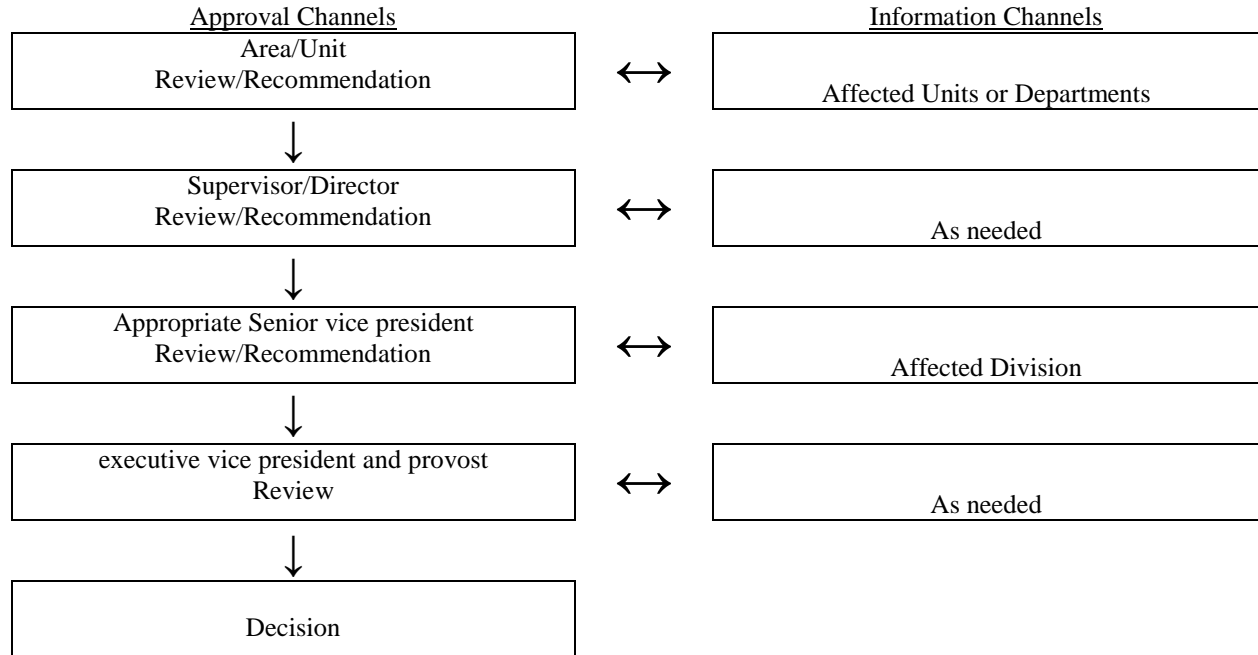 Approval Channels
Information Channels
Area/Unit
Review/Recommendation
Affected Units or Departments
Supervisor/Director
Review/Recommendation
As needed
Appropriate Senior vice president
Review/Recommendation
Affected Division
executive vice president and provost
Review
As needed
Decision